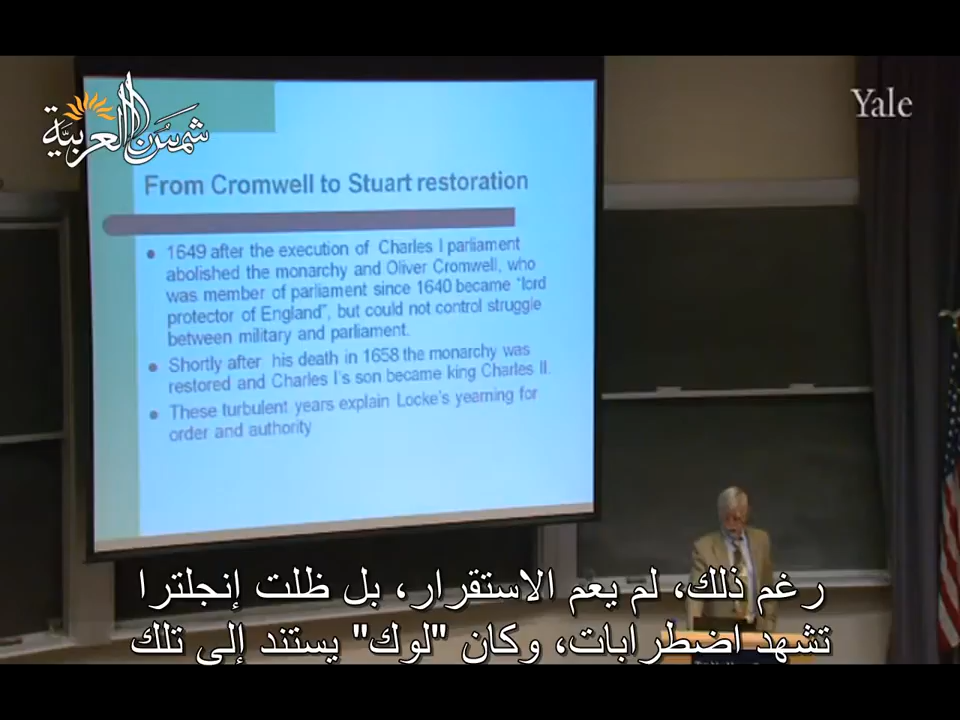 Yale
شمس العربية
From Cromwell to Stuart restoration
1649 after the execution of Charles I parliament
abolished the monarchy and Oliver Cromwell, who
was member of parliament since 1640 became "lord
protector of England", but could not control struggle
between military and parliament.
Shortly after his death in 1658 the monarchy was
restored and Charles I's son became king Charles II.
These turbulent years explain Locke's yearning for
order and authority
رغم ذلك، لم يعم الاستقرار، بل ظلت إنجلترا
تشهد اضطرابات، وكان "لوك" يستند إلى تلك